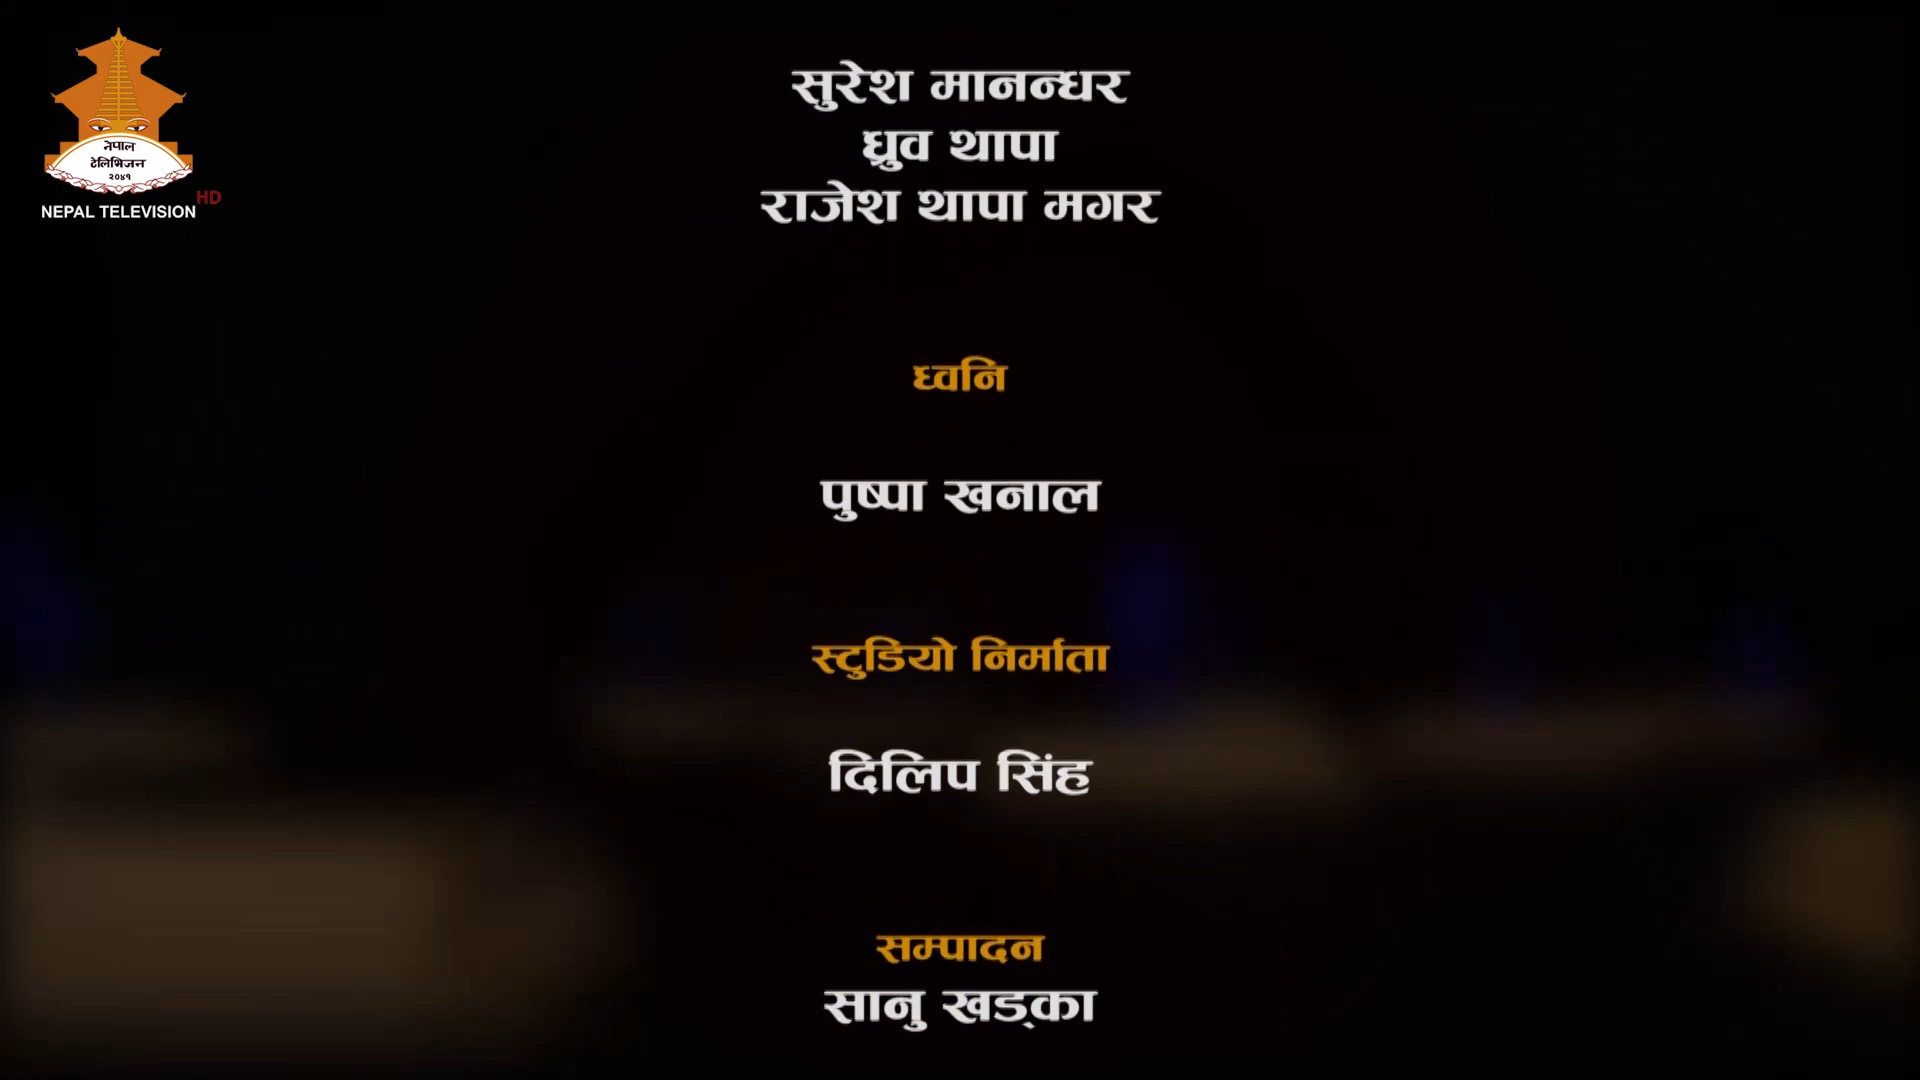 नेपाल
टेलिभिजन
२०४१
NEPAL TELEVISION HD
सुरेश मानन्धर
ध्रुव थापा
राजेश थापा मगर
ध्वनि
पुष्पा खनाल
स्टुडियो निर्माता
दिलिप सिंह
सम्पादन
सानु खड्का